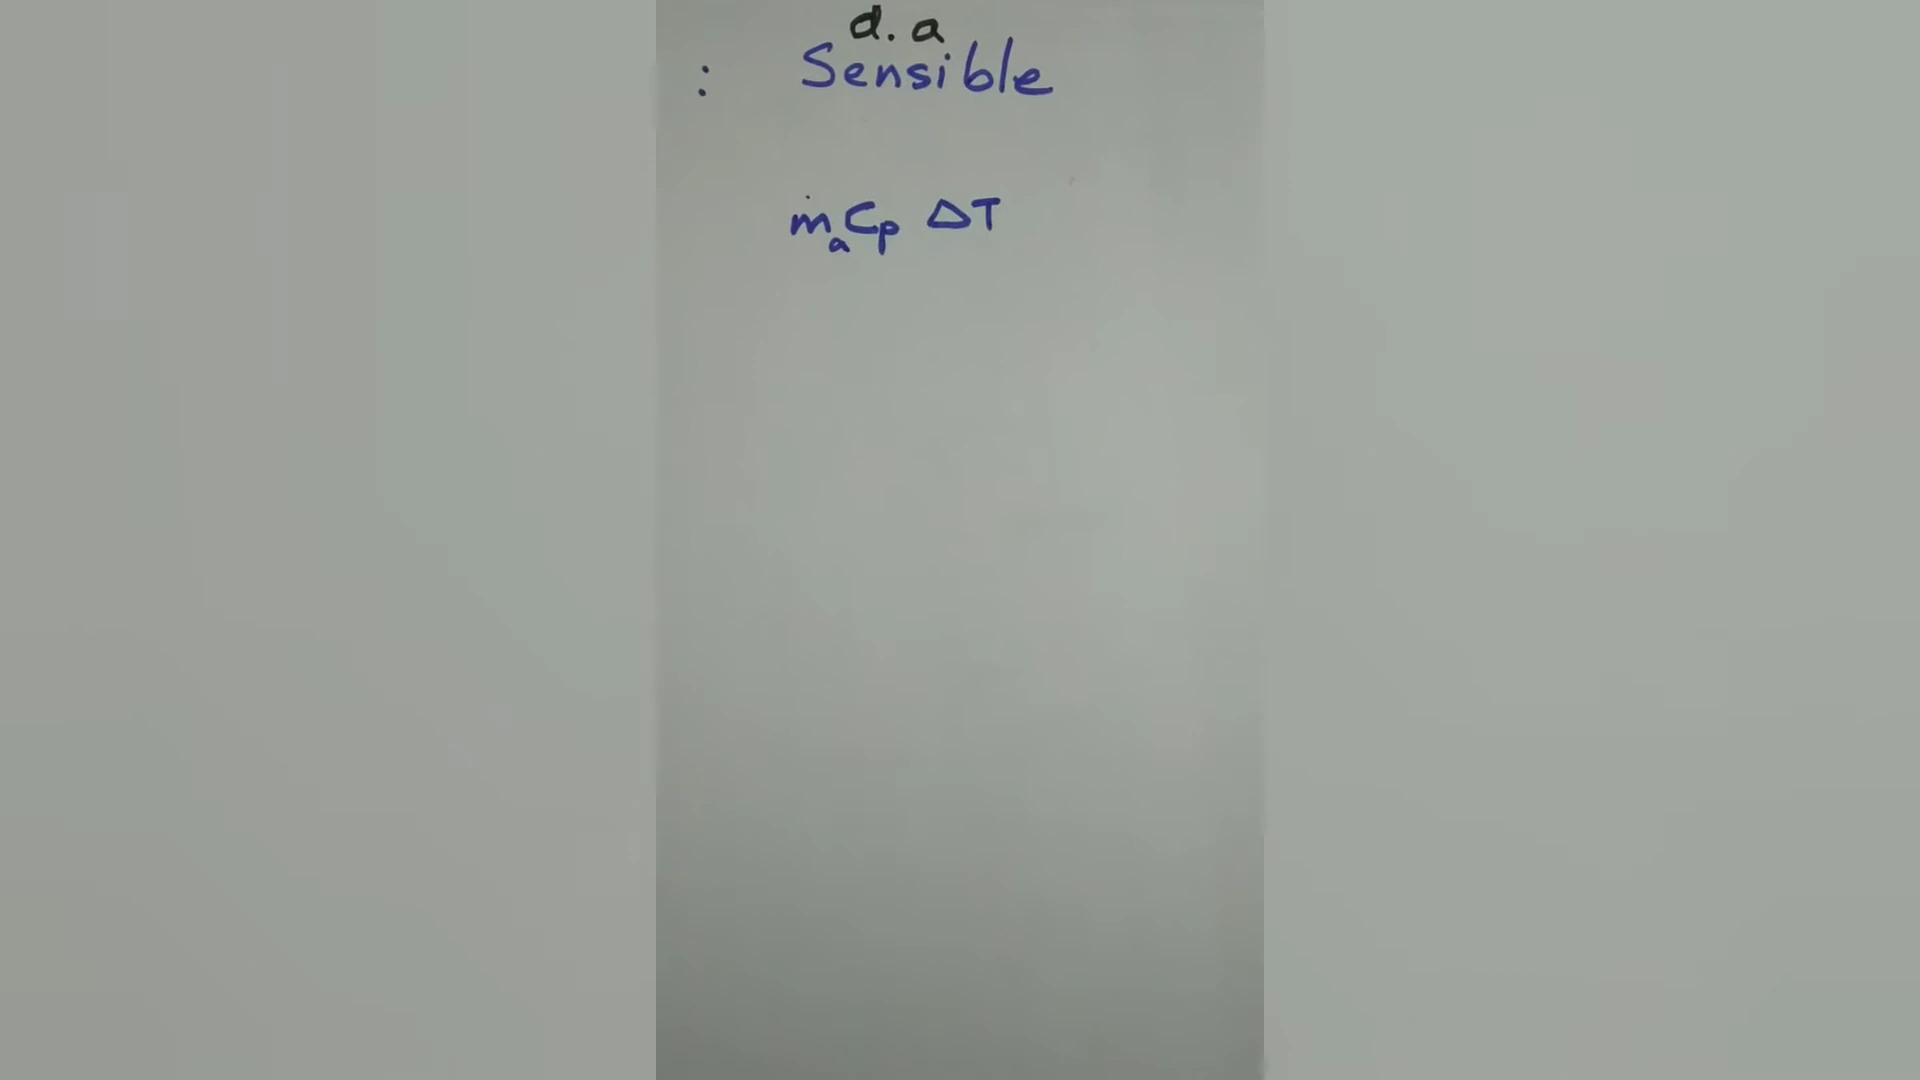 d.a
: Sensible
ṁₐCₚ ΔT